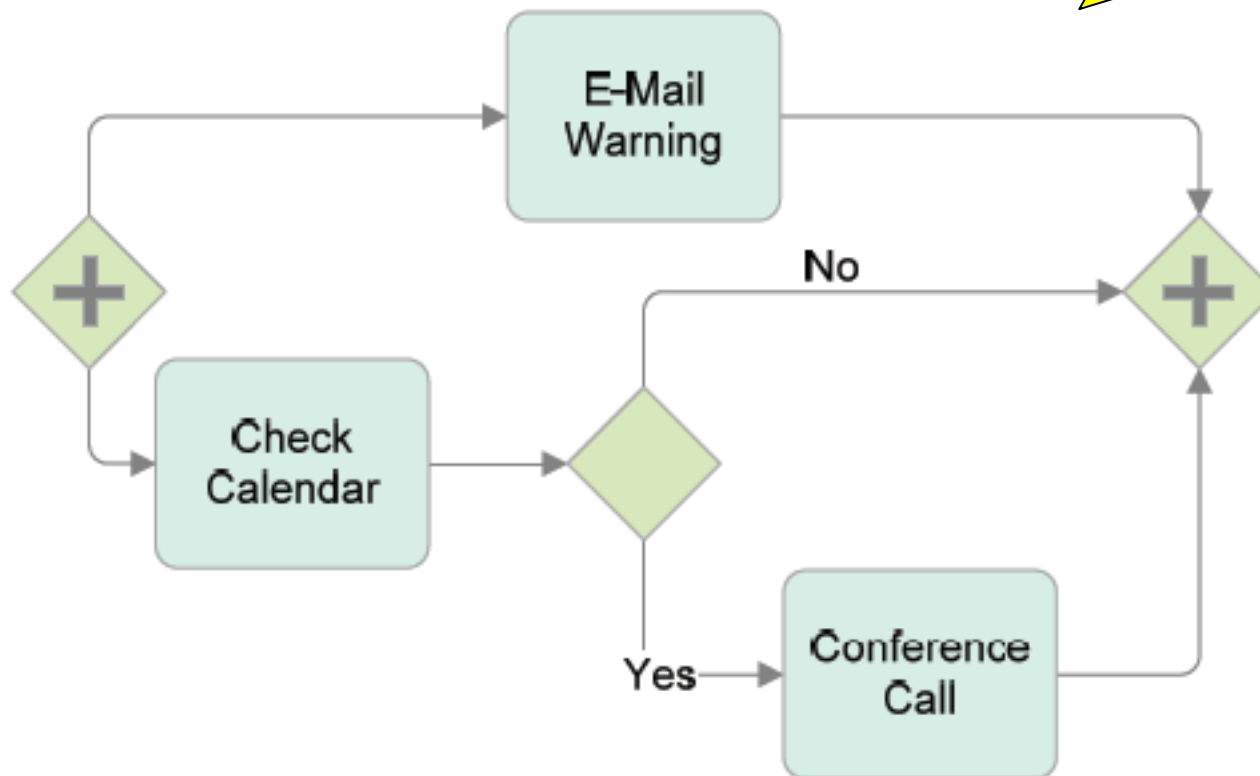 E-Mail
Warning
No
Check
Calendar
Yes
Conference
Call